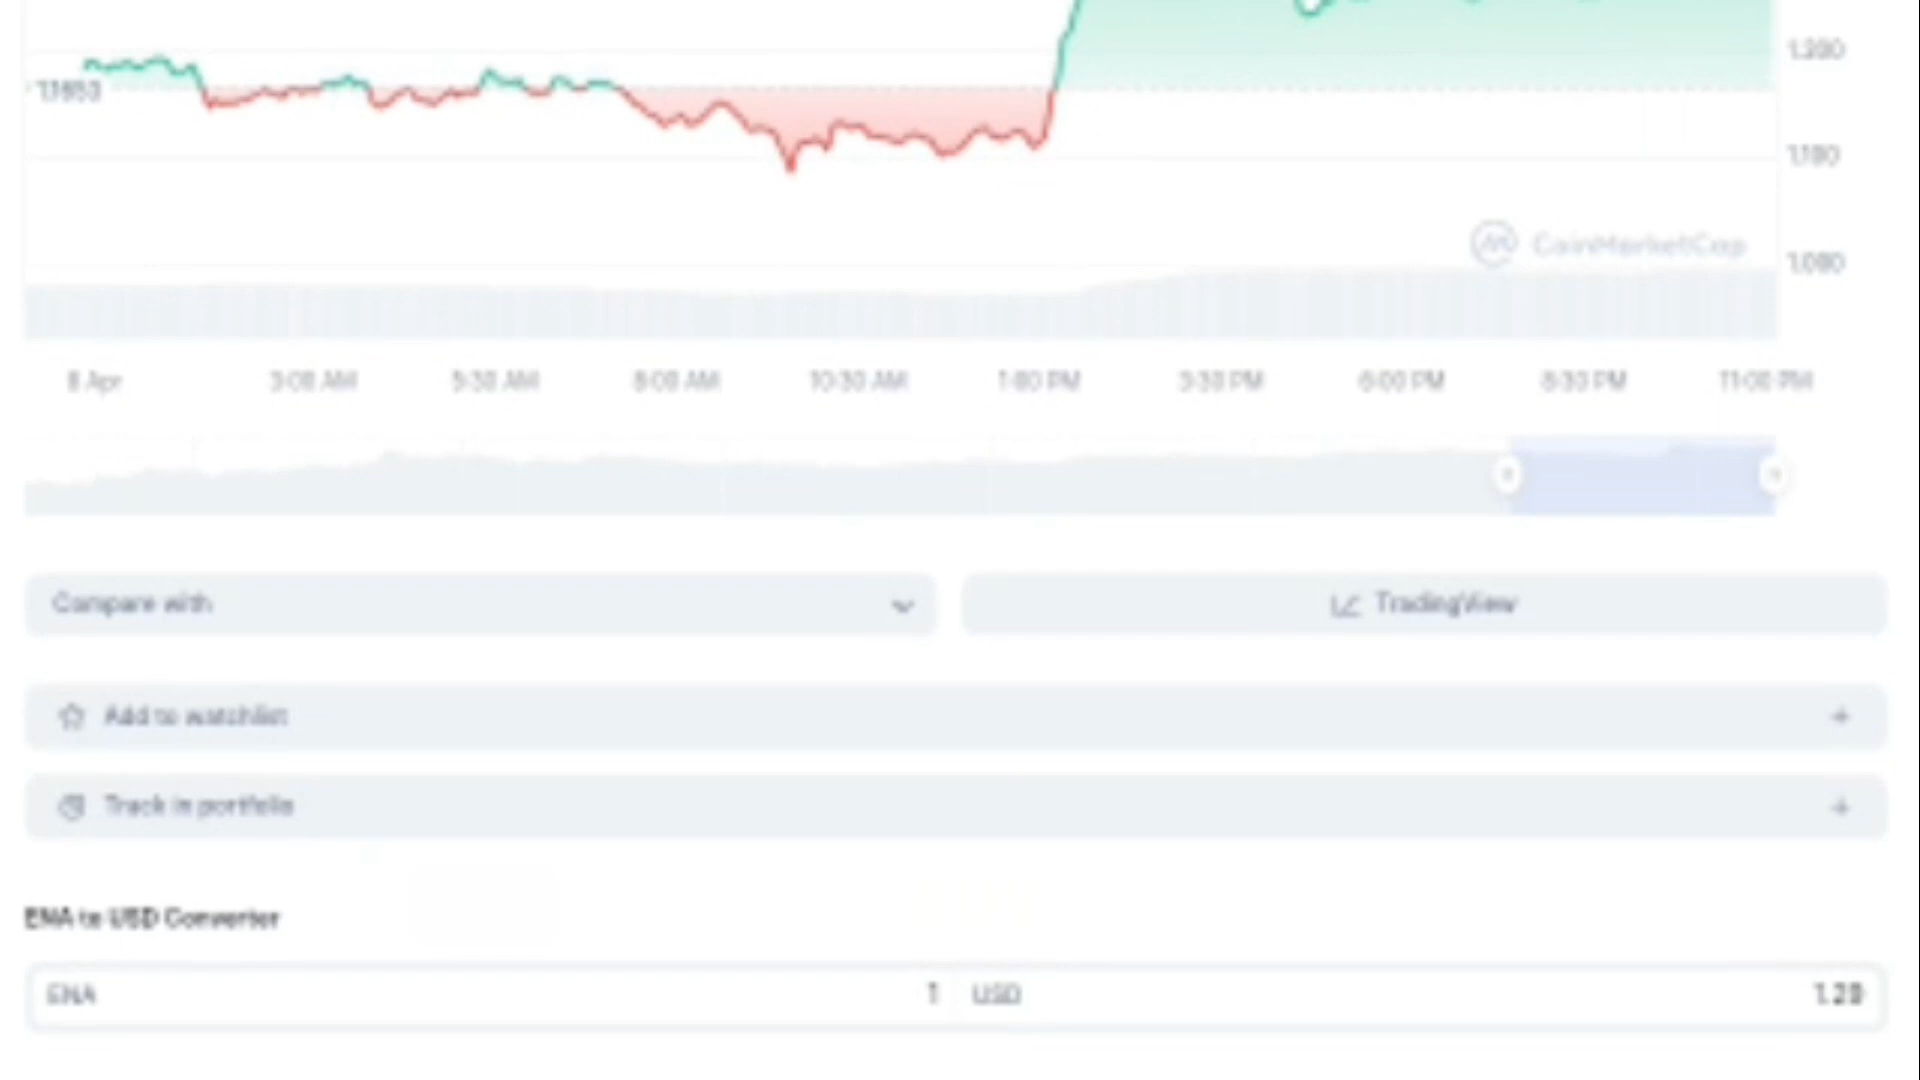 1.200
1.1653
1.100
CoinMarketCap
1.000
8 Apr 3:00 AM 5:30 AM 8:00 AM 10:30 AM 1:00 PM 3:30 PM 6:00 PM 8:30 PM 11:00 PM
Compare with
TradingView
Add to watchlist +
Track in portfolio +
ENA to USD Converter
ENA 1 USD